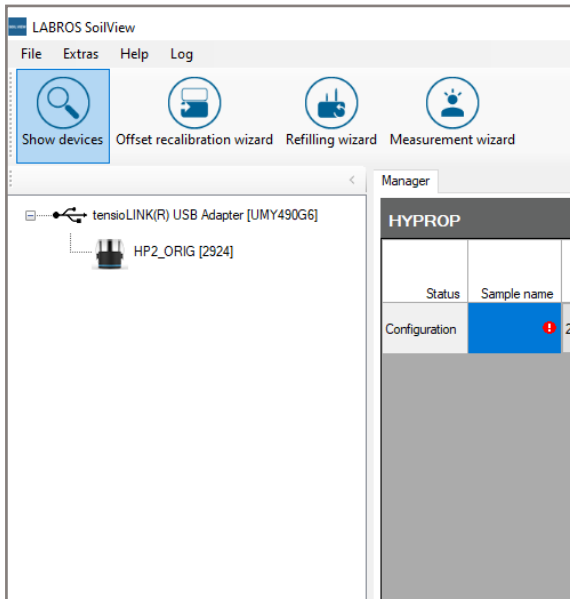 LABROS SoilView
File Extras Help Log
Show devices Offset recalibration wizard Refilling wizard Measurement wizard
Manager
tensioLINK(R) USB Adapter [UMY490G6]
HP2_ORIG [2924]
HYPROP
Status Sample name
Configuration 2